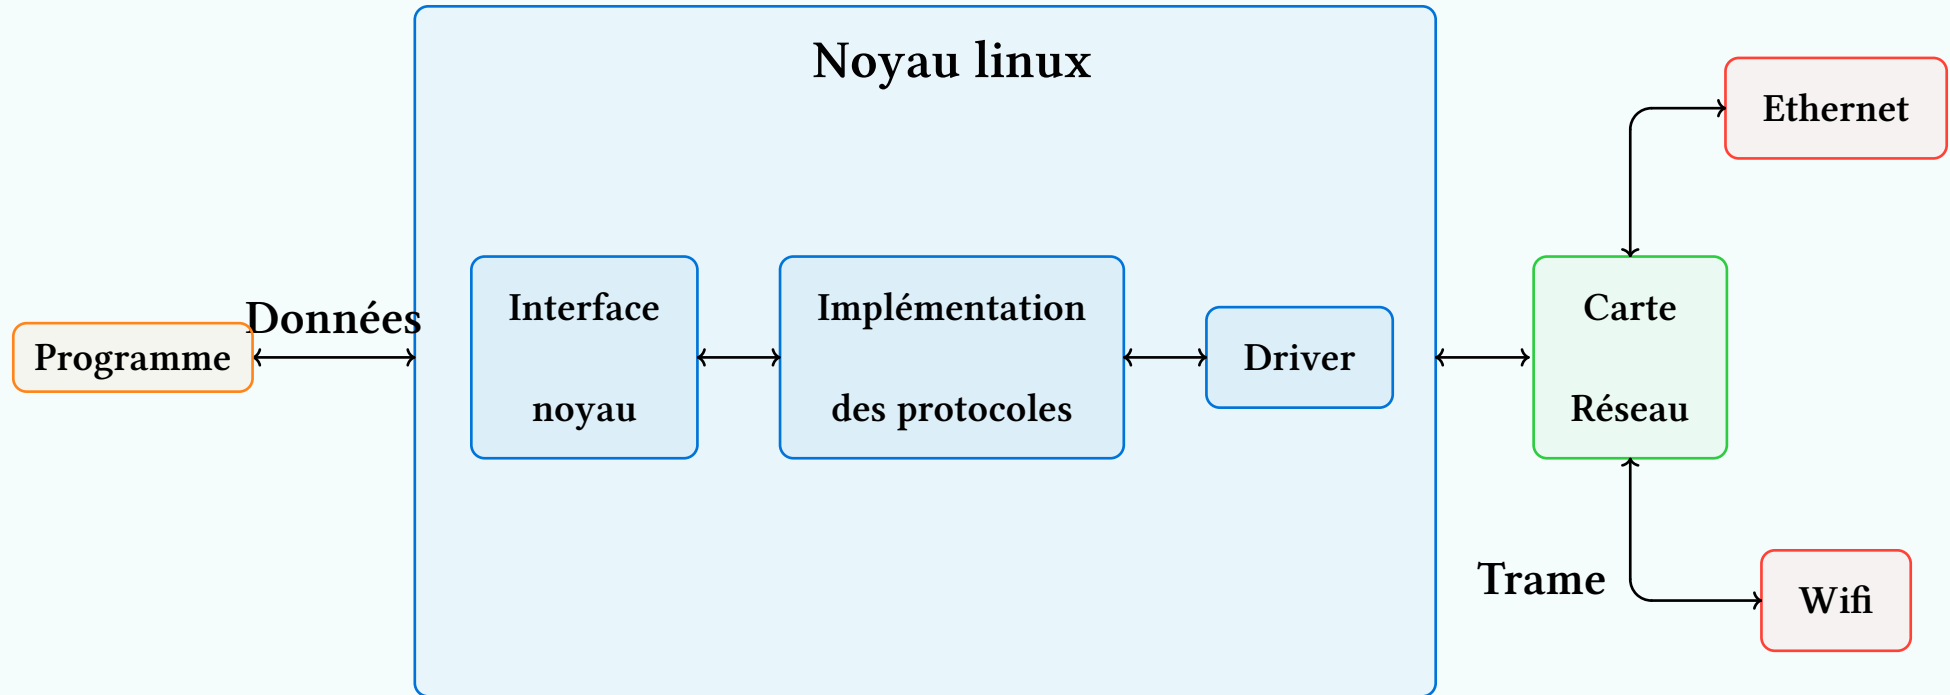 Noyau linux
Ethernet
Programme
Données
Interface
noyau
Implémentation
des protocoles
Driver
Carte
Réseau
Trame
Wifi